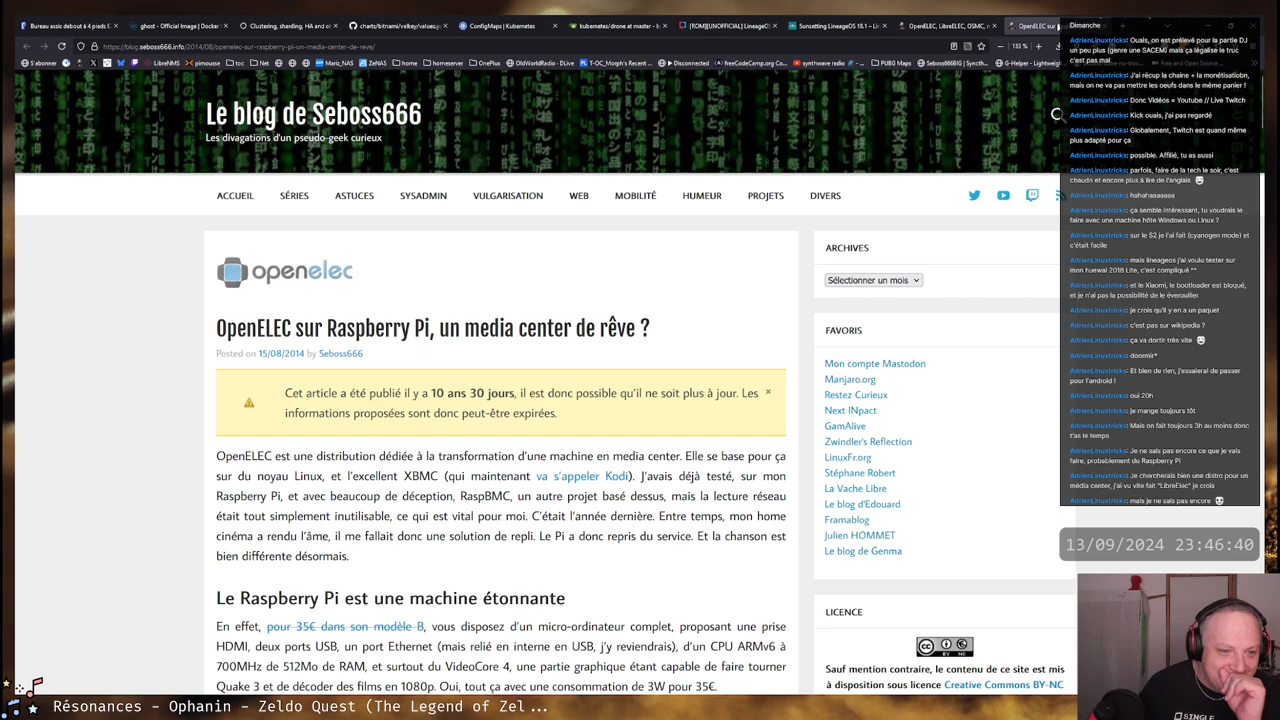 Bureau assis debout à 4 pieds E
ghost - Official Image | Docker
Clustering, sharding, HA et d
charts/bitnami/valkey/values.y
ConfigMaps | Kubernetes
kubernetes/drone at master - k
[ROM][UNOFFICIAL] LineageOS
Sunsetting LineageOS 18.1 – Li
OpenELEC, LibreELEC, OSMC, n
OpenELEC sur
Dimanche
https://blog.seboss666.info/2014/08/openelec-sur-raspberry-pi-un-media-center-de-reve/
133 %
S'abonner
LibreNMS
pimouse
toc
Net
lol
Mariz_NAS
ZeNAS
homeserver
T-OC_Morph's Recent
Disconnected
freeCodeCamp.org Co
synthwave radio
PUBG Maps
Seboss666BIG | Syncth
G-Helper - Lightweigh
Free and Open Source
AdrienLinuxtricks: Ouais, on est prélevé pour la partie DJ
un peu plus (genre une SACEM) mais ça légalise le truc
c'est pas mal
AdrienLinuxtricks: J'ai récup la chaine + la monétisatiobn,
mais on ne va pas mettre les oeufs dans le même panier !
AdrienLinuxtricks: Donc Vidéos = Youtube // Live Twitch
AdrienLinuxtricks: Kick ouais, j'ai pas regardé
AdrienLinuxtricks: Globalement, Twitch est quand même
plus adapté pour ça
AdrienLinuxtricks: possible. Affilié, tu as aussi
AdrienLinuxtricks: parfois, faire de la tech le soir, c'est
chaudn et encore plus à lire de l'anglais
AdrienLinuxtricks: hahahaaaaaaa
AdrienLinuxtricks: ça semble intéressant, tu voudrais le
faire avec une machine hôte Windows ou Linux ?
AdrienLinuxtricks: sur le S2 je l'ai fait (cyanogen mode) et
c'était facile
AdrienLinuxtricks: mais lineageos j'ai voulu tester sur
mon huewai 2018 Lite, c'est compliqué ^^
AdrienLinuxtricks: et le Xiaomi, le bootloader est bloqué,
et je n'ai pas la possibilité de le éverouiller
AdrienLinuxtricks: je crois qu'il y en a un paquet
AdrienLinuxtricks: c'est pas sur wikipedia ?
AdrienLinuxtricks: ça va dortir très vite
AdrienLinuxtricks: doormir*
AdrienLinuxtricks: Et bien de rien, j'essaierai de passer
pour l'android !
AdrienLinuxtricks: oui 20h
AdrienLinuxtricks: je mange toujours tôt
AdrienLinuxtricks: Mais on fait toujours 3h au moins donc
t'as le temps
AdrienLinuxtricks: Je ne sais pas encore ce que je vais
faire, probablement du Raspberry Pi
AdrienLinuxtricks: Je chercherais bien une distro pour un
média center, j'ai vu vite fait "LibreElec" je crois
AdrienLinuxtricks: mais je ne sais pas encore
13/09/2024 23:46:40
Le blog de Seboss666
Les divagations d'un pseudo-geek curieux
ACCUEIL
SÉRIES
ASTUCES
SYSADMIN
VULGARISATION
WEB
MOBILITÉ
HUMEUR
PROJETS
DIVERS
openelec
OpenELEC sur Raspberry Pi, un media center de rêve ?
Posted on 15/08/2014 by Seboss666
Cet article a été publié il y a 10 ans 30 jours, il est donc possible qu'il ne soit plus à jour. Les
informations proposées sont donc peut-être expirées.
×
OpenELEC est une distribution dédiée à la transformation d'une machine en media center. Elle se base pour ça
sur du noyau Linux, et l'excellent XBMC (qui maintenant va s'appeler Kodi). J'avais déjà testé, sur mon
Raspberry Pi, et avec beaucoup de déception, RaspBMC, un autre projet basé dessus, mais la lecture réseau
était tout simplement inutilisable, ce qui est vital pour moi. C'était l'année dernière. Entre temps, mon home
cinéma a rendu l'âme, il me fallait donc une solution de repli. Le Pi a donc repris du service. Et la chanson est
bien différente désormais.
Le Raspberry Pi est une machine étonnante
En effet, pour 35€ dans son modèle B, vous disposez d'un micro-ordinateur complet, proposant une prise
HDMI, deux ports USB, un port Ethernet (mais relié en interne en USB, j'y reviendrais), d'un CPU ARMv6 à
700MHz de 512Mo de RAM, et surtout du VideoCore 4, une partie graphique étant capable de faire tourner
Quake 3 et de décoder des films en 1080p. Oui, tout ça avec une consommation de 3W pour 35€.
ARCHIVES
Sélectionner un mois
FAVORIS
Mon compte Mastodon
Manjaro.org
Restez Curieux
Next INpact
GamAlive
Zwindler's Reflection
LinuxFr.org
Stéphane Robert
La Vache Libre
Le blog d'Edouard
Framablog
Julien HOMMET
Le blog de Genma
LICENCE
cc
BY NC
Sauf mention contraire, le contenu de ce site est mis
à disposition sous licence Creative Commons BY-NC
SINGLE
Résonances - Ophanin - Zeldo Quest (The Legend of Zel ...